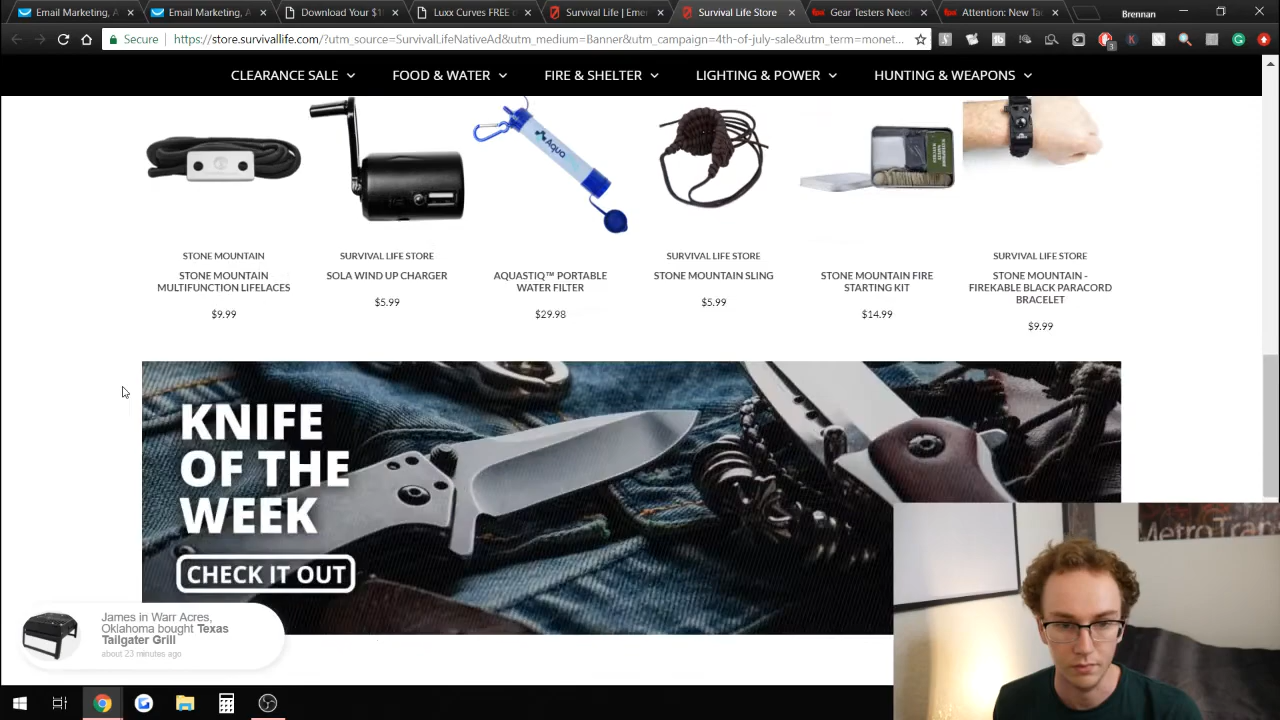 Email Marketing, A
Email Marketing, A
Download Your $1
Luxx Curves FREE c
Survival Life | Emer
Survival Life Store
Gear Testers Neede
Attention: New Ta
Brennan
Secure
https://store.survivallife.com/?utm_source=SurvivalLifeNativeAd&utm_medium=Banner&utm_campaign=4th-of-july-sale&utm_term=monet...
CLEARANCE SALE
FOOD & WATER
FIRE & SHELTER
LIGHTING & POWER
HUNTING & WEAPONS
Aqua
STONE MOUNTAIN
STONE MOUNTAIN
MULTIFUNCTION LIFELACES
$9.99
SURVIVAL LIFE STORE
SOLA WIND UP CHARGER
$5.99
AQUASTIQ™ PORTABLE
WATER FILTER
$29.98
SURVIVAL LIFE STORE
STONE MOUNTAIN SLING
$5.99
STONE MOUNTAIN FIRE
STARTING KIT
$14.99
SURVIVAL LIFE STORE
STONE MOUNTAIN -
FIREKABLE BLACK PARACORD
BRACELET
$9.99
KNIFE
OF THE
WEEK
CHECK IT OUT
James in Warr Acres,
Oklahoma bought Texas
Tailgater Grill
about 23 minutes ago
MetroTran